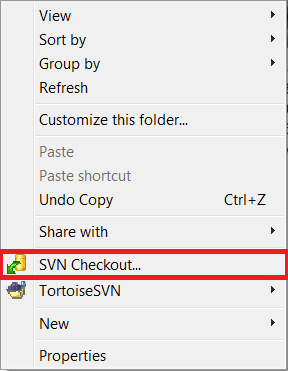 View
Sort by
Group by
Refresh
Customize this folder...
Paste
Paste shortcut
Undo Copy Ctrl+Z
Share with
SVN Checkout...
TortoiseSVN
New
Properties